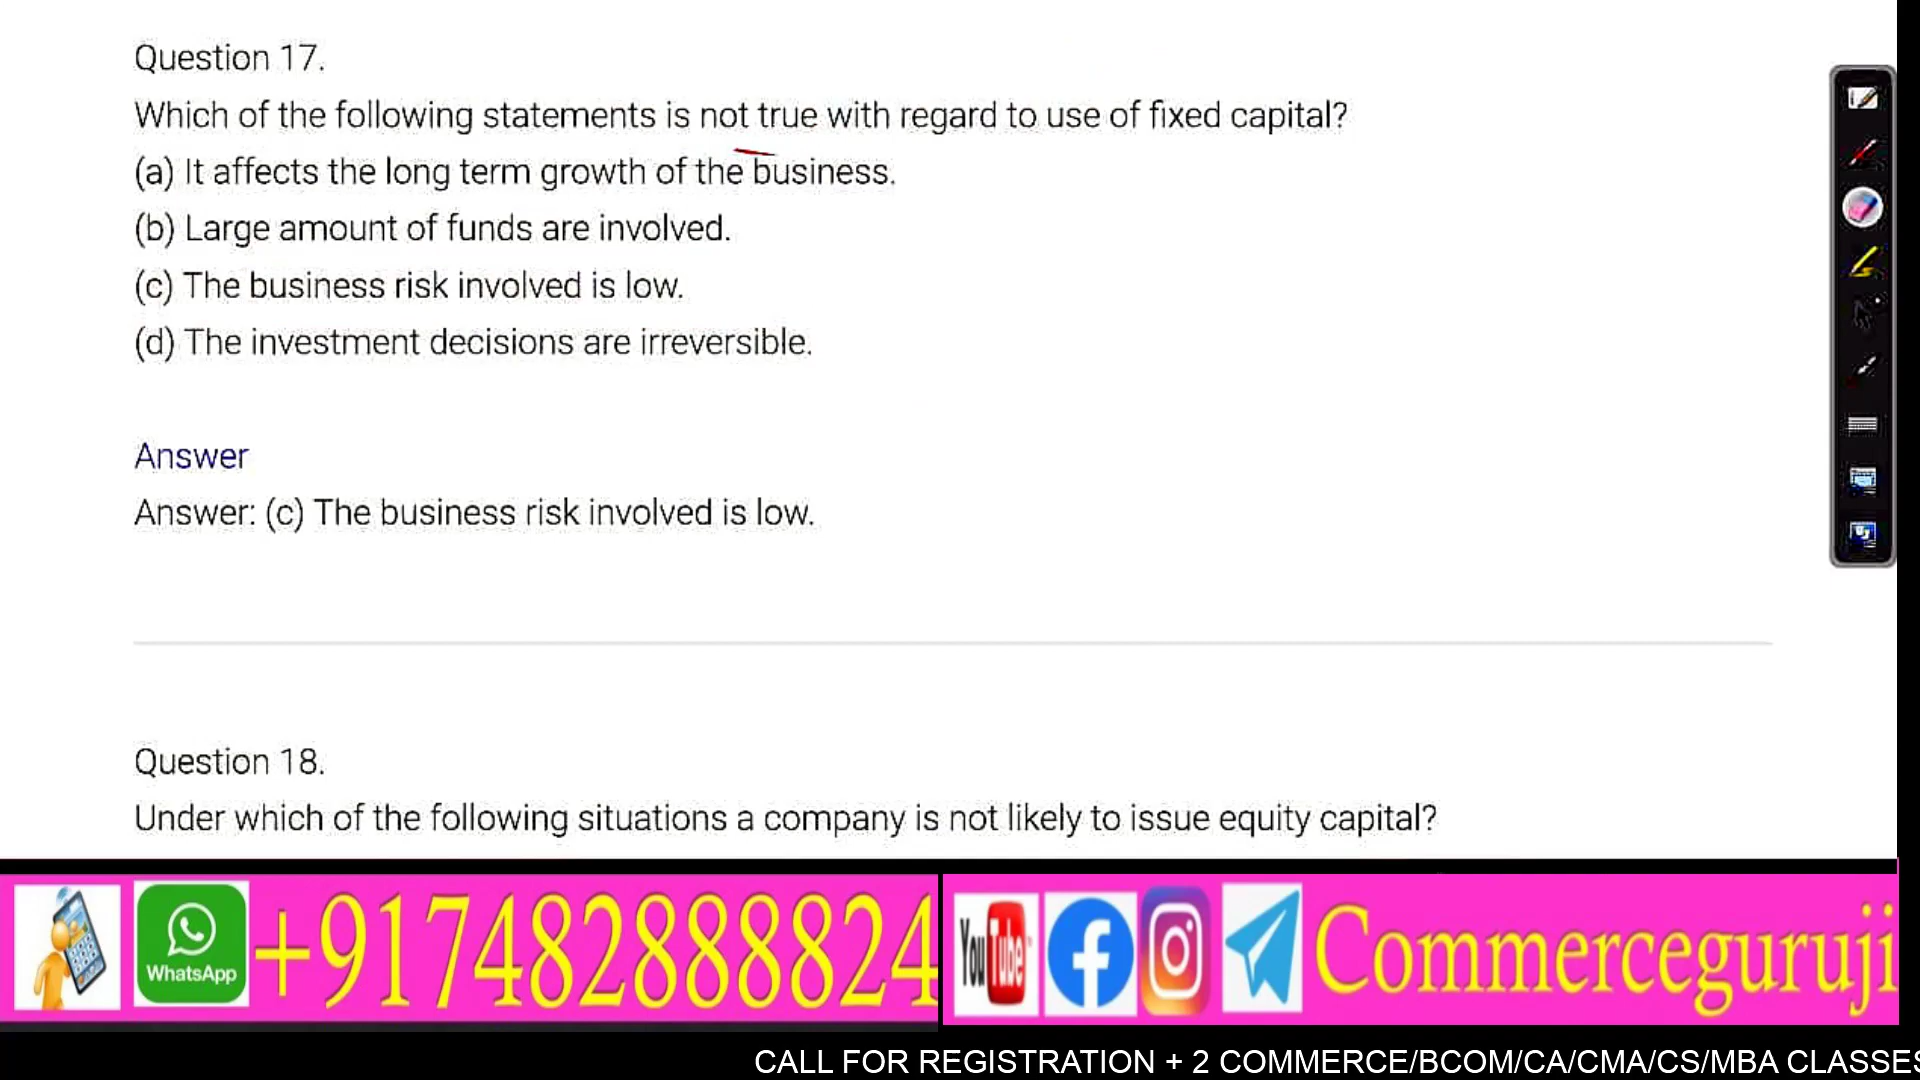 Question 17.
Which of the following statements is not true with regard to use of fixed capital?
(a) It affects the long term growth of the business.
(b) Large amount of funds are involved.
(c) The business risk involved is low.
(d) The investment decisions are irreversible.
Answer
Answer: (c) The business risk involved is low.
Question 18.
Under which of the following situations a company is not likely to issue equity capital?
WhatsApp
+917482888824
YouTube
Commerceguruji
CALL FOR REGISTRATION + 2 COMMERCE/BCOM/CA/CMA/CS/MBA CLASSES